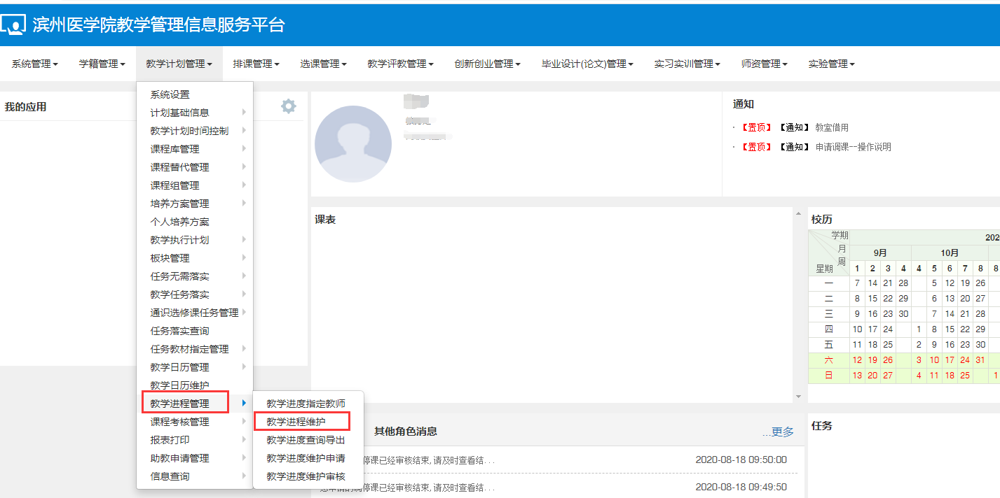 滨州医学院教学管理信息服务平台
系统管理 学籍管理 教学计划管理 排课管理 选课管理 教学评教管理 创新创业管理 毕业设计(论文)管理 实习实训管理 师资管理 实验管理
我的应用
系统设置
计划基础信息
教学计划时间控制
课程库管理
课程替代管理
课程组管理
培养方案管理
个人培养方案
教学执行计划
板块管理
任务无需落实
教学任务落实
通识选修课任务管理
任务落实查询
任务教材指定管理
教学日历管理
教学日历维护
教学进程管理
课程考核管理
报表打印
助教申请管理
信息查询
教学进度指定教师
教学进程维护
教学进度查询导出
教学进度维护申请
教学进度维护审核
通知
· 【置顶】 【通知】 教室借用
· 【置顶】 【通知】 申请调课--操作说明
课表
校历
学期 202
月 9月 10月
周
星期 1 2 3 4 4 5 6 7 8 8
一 7 14 21 28 5 12 19 26
二 8 15 22 29 6 13 20 27
三 9 16 23 30 7 14 21 28
四 10 17 24 1 8 15 22 29
五 11 18 25 2 9 16 23 30
六 12 19 26 3 10 17 24 31
日 13 20 27 4 11 18 25 1
其他角色消息 ...更多
停课已经审核结束,请及时查看结... 2020-08-18 09:50:00
停课已经审核结束,请及时查看结... 2020-08-18 09:49:50
任务